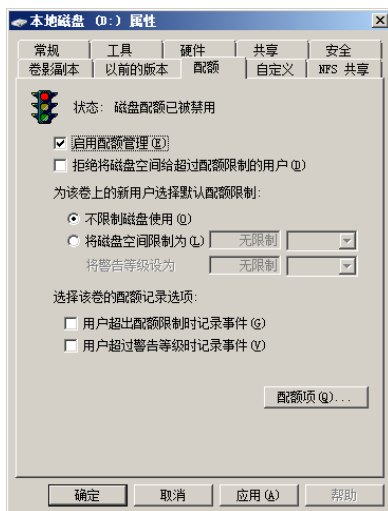 本地磁盘 (D:) 属性
常规 工具 硬件 共享 安全
卷影副本 以前的版本 配额 自定义 NFS 共享
状态: 磁盘配额已被禁用
启用配额管理(E)
拒绝将磁盘空间给超过配额限制的用户(D)
为该卷上的新用户选择默认配额限制:
不限制磁盘使用(O)
将磁盘空间限制为(L) 无限制
将警告等级设为 无限制
选择该卷的配额记录选项:
用户超出配额限制时记录事件(G)
用户超过警告等级时记录事件(V)
配额项(Q)...
确定 取消 应用(A) 帮助